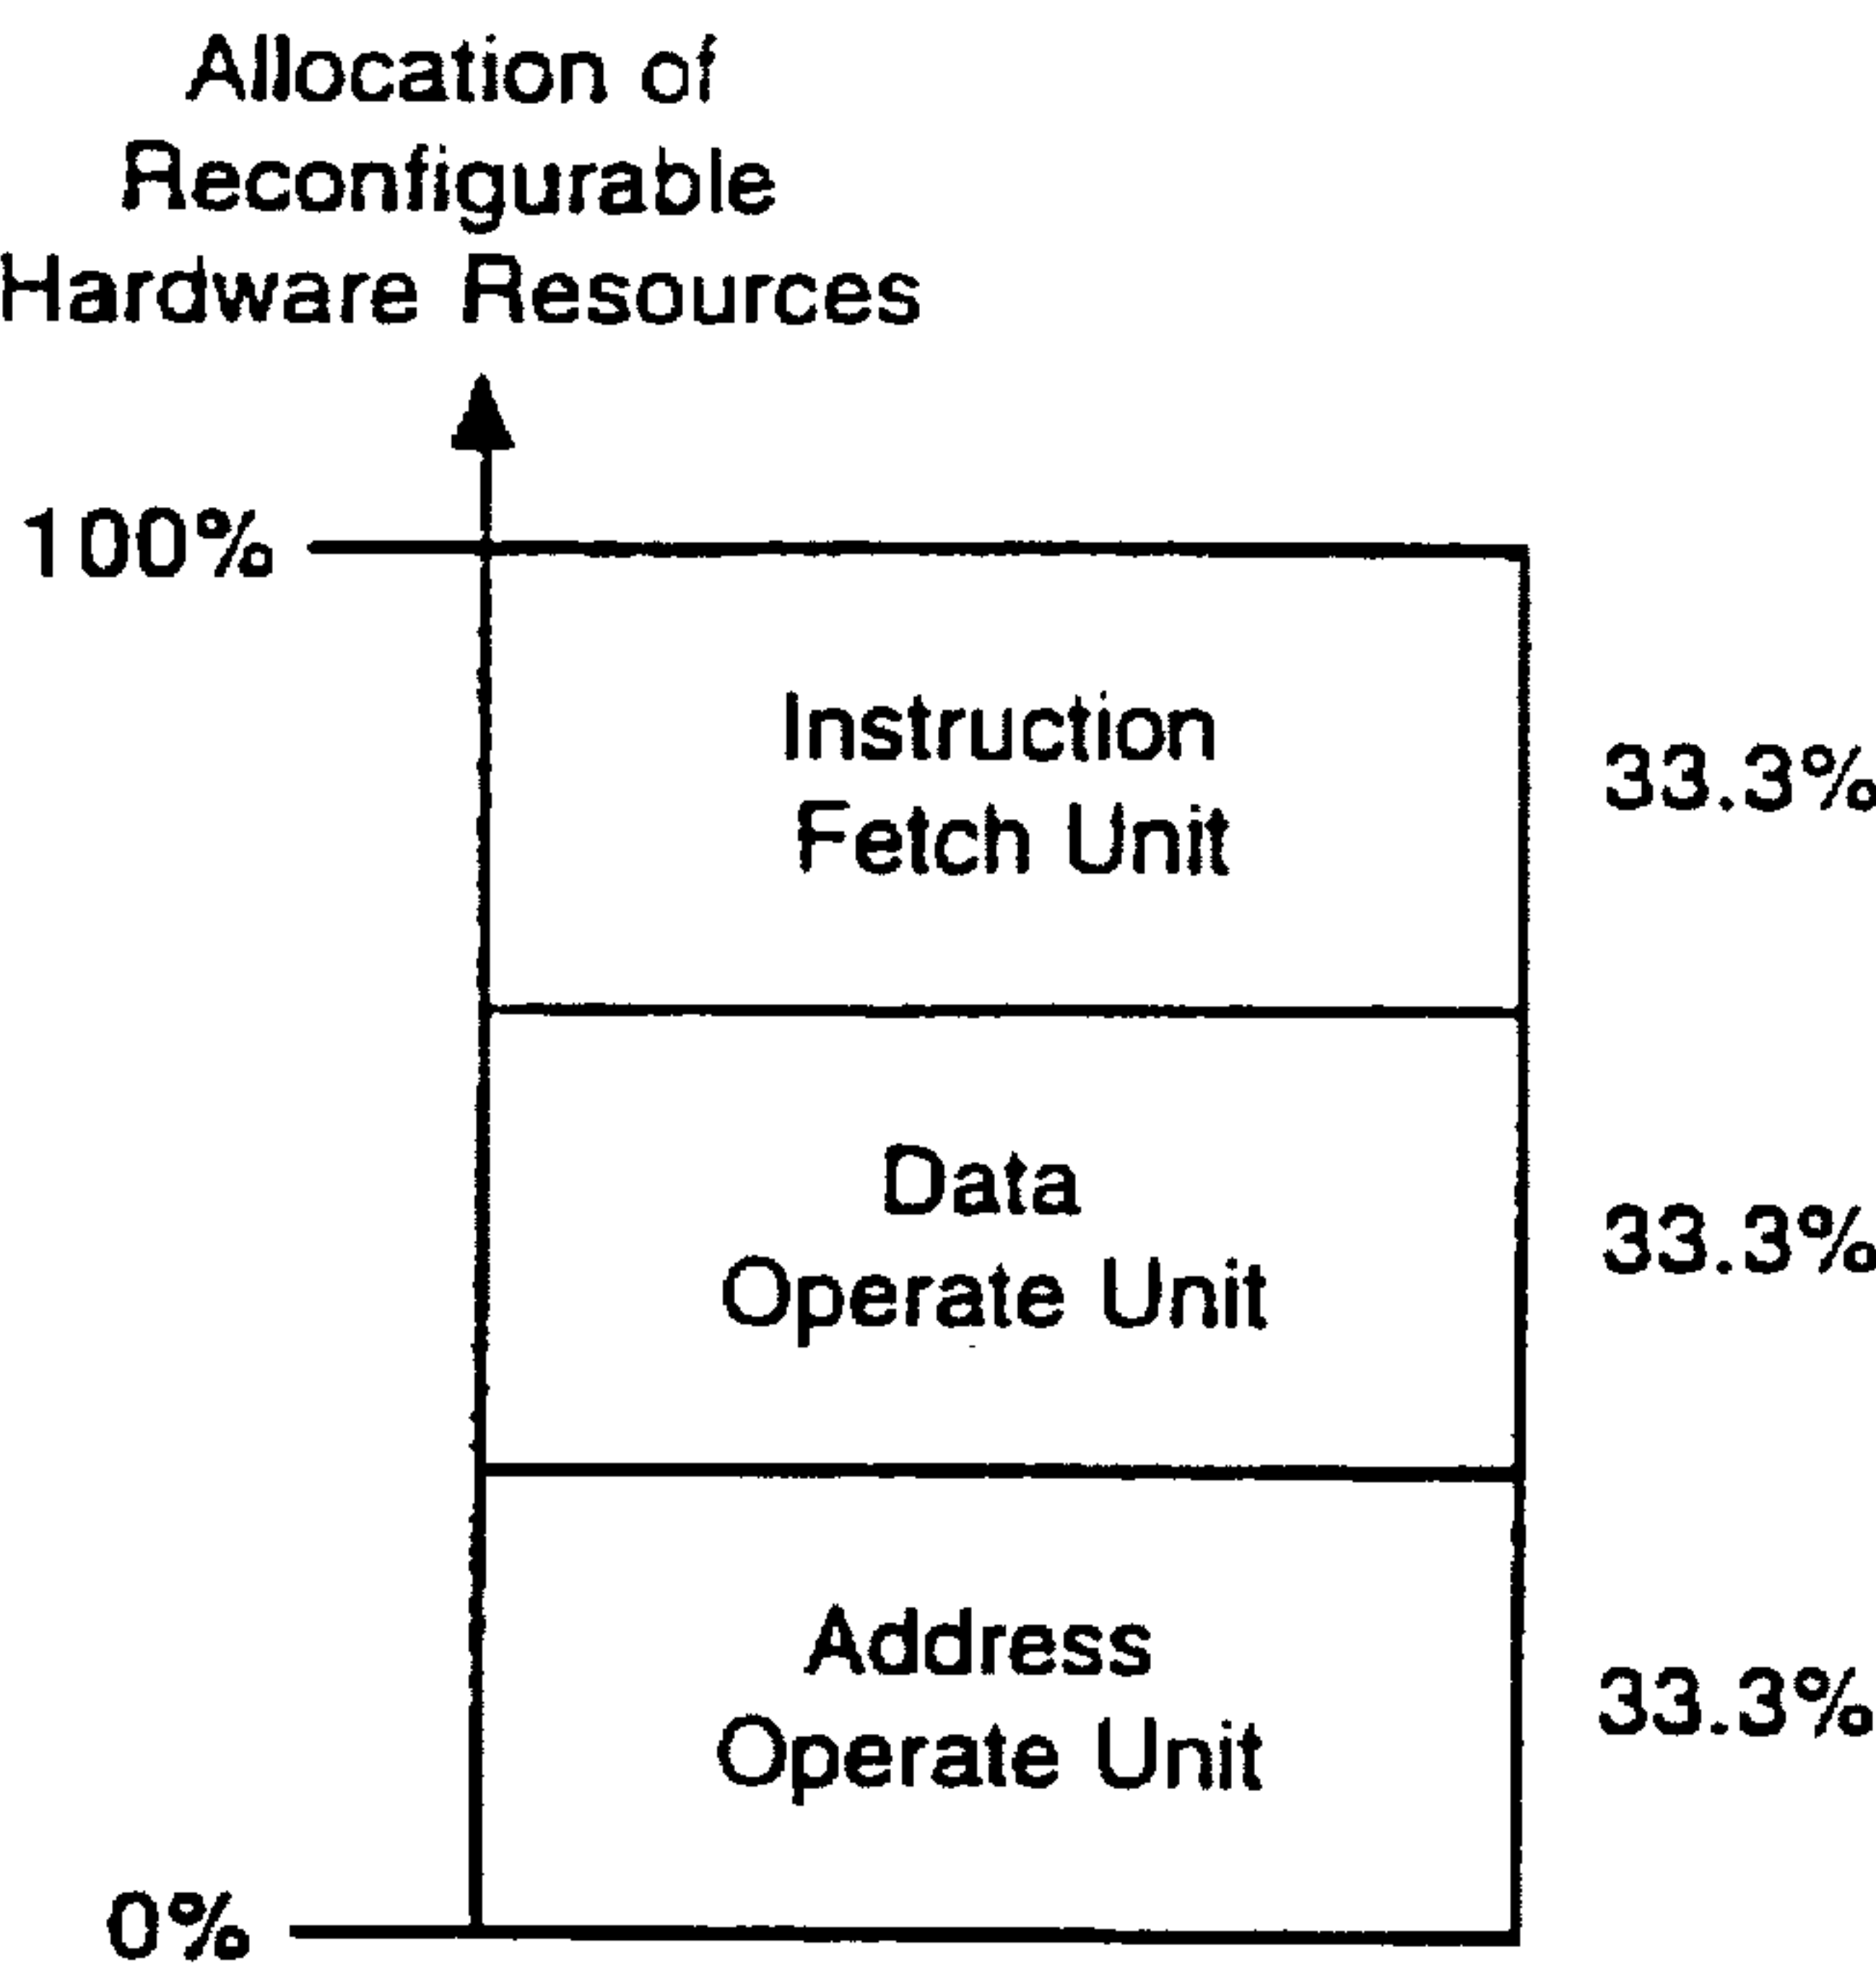 Allocation of
Reconfigurable
Hardware Resources
100%
Instruction
Fetch Unit
33.3%
Data
Operate Unit
33.3%
Address
Operate Unit
33.3%
0%